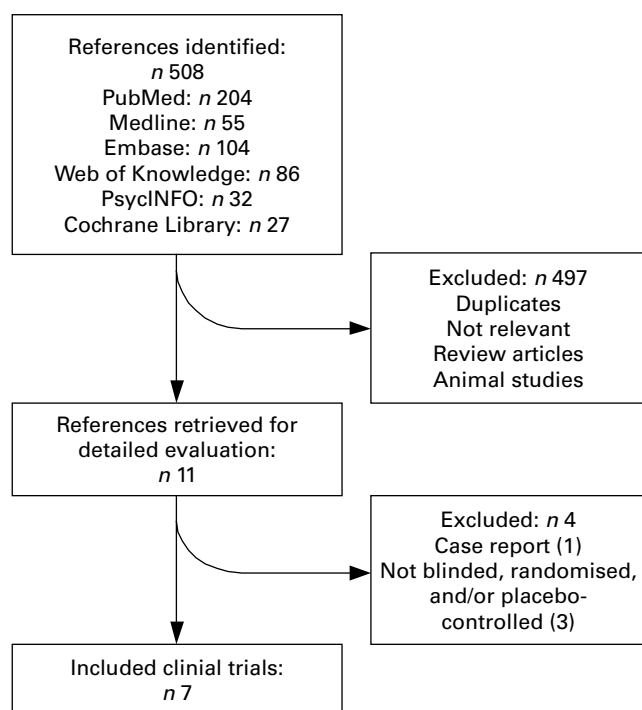 References identified:
n 508
PubMed: n 204
Medline: n 55
Embase: n 104
Web of Knowledge: n 86
PsycINFO: n 32
Cochrane Library: n 27
Excluded: n 497
Duplicates
Not relevant
Review articles
Animal studies
References retrieved for
detailed evaluation:
n 11
Excluded: n 4
Case report (1)
Not blinded, randomised,
and/or placebo-
controlled (3)
Included clinial trials:
n 7